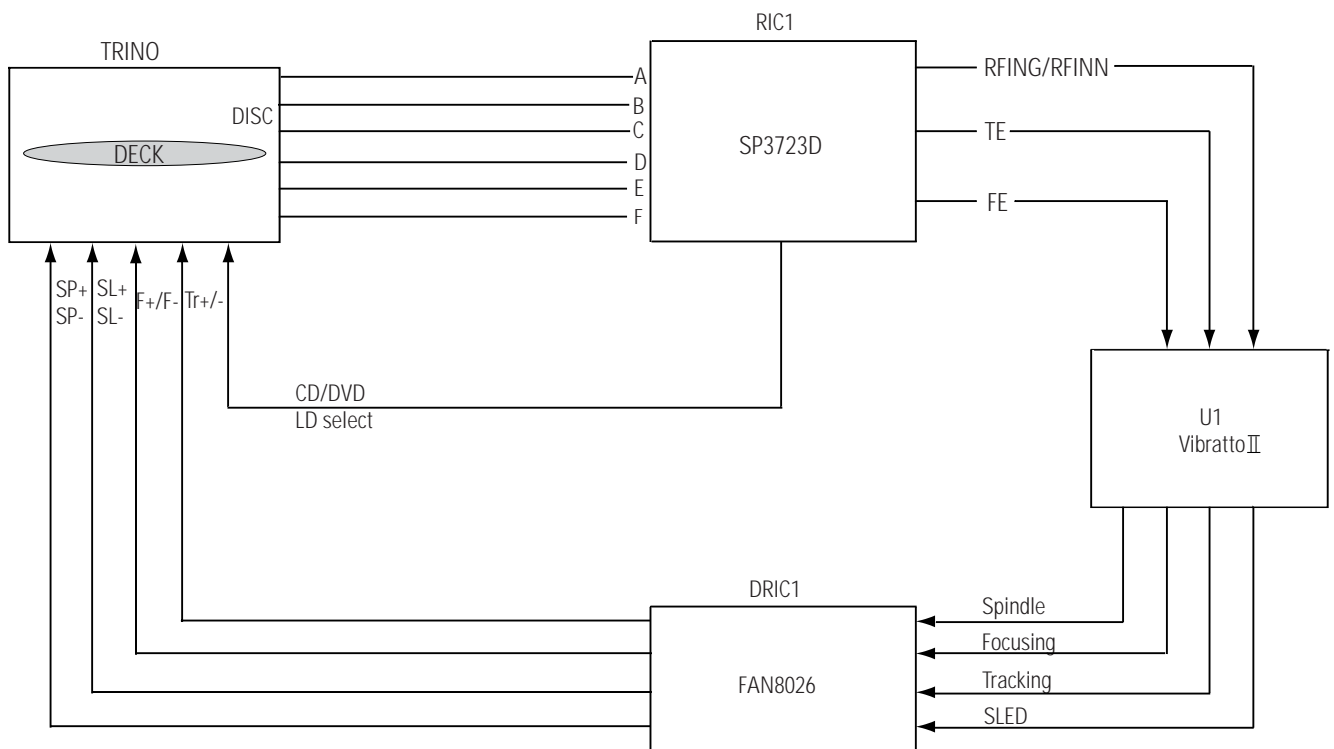 RIC1
TRINO
DISC
DECK
A
B
C
D
E
F
SP3723D
RFING/RFINN
TE
FE
SP+
SP-
SL+
SL-
F+/F-
Tr+/-
CD/DVD
LD select
U1
VibrattoⅡ
DRIC1
FAN8026
Spindle
Focusing
Tracking
SLED